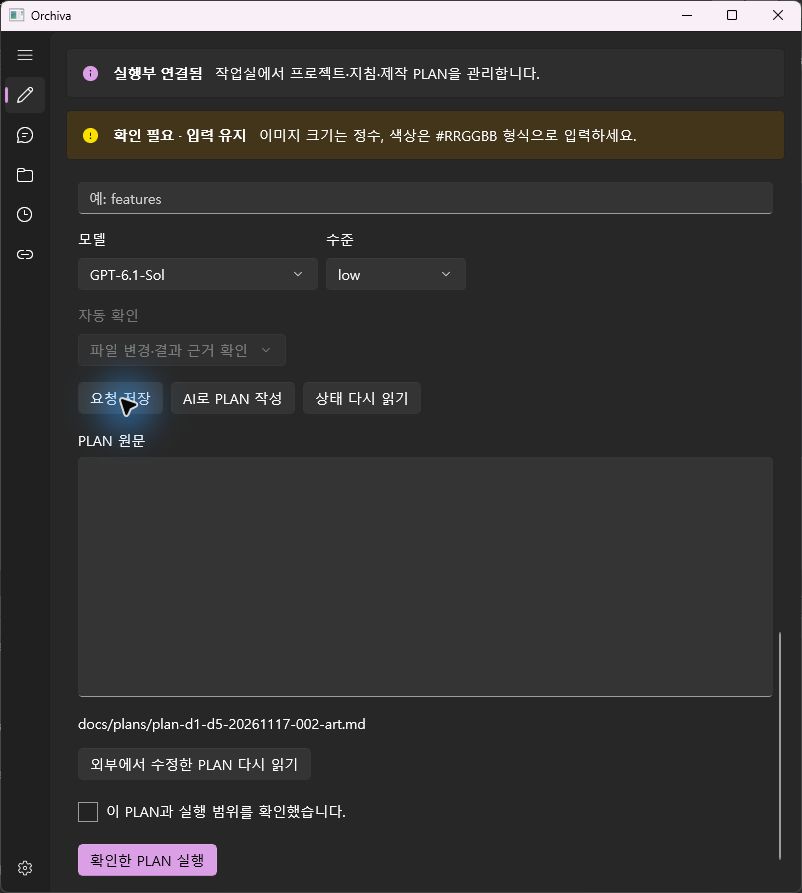 Orchiva
실행부 연결됨 작업실에서 프로젝트·지침·제작 PLAN을 관리합니다.
확인 필요 · 입력 유지 이미지 크기는 정수, 색상은 #RRGGBB 형식으로 입력하세요.
예: features
모델 수준
GPT-6.1-Sol low
자동 확인
파일 변경·결과 근거 확인
요청 저장 AI로 PLAN 작성 상태 다시 읽기
PLAN 원문
docs/plans/plan-d1-d5-20261117-002-art.md
외부에서 수정한 PLAN 다시 읽기
이 PLAN과 실행 범위를 확인했습니다.
확인한 PLAN 실행